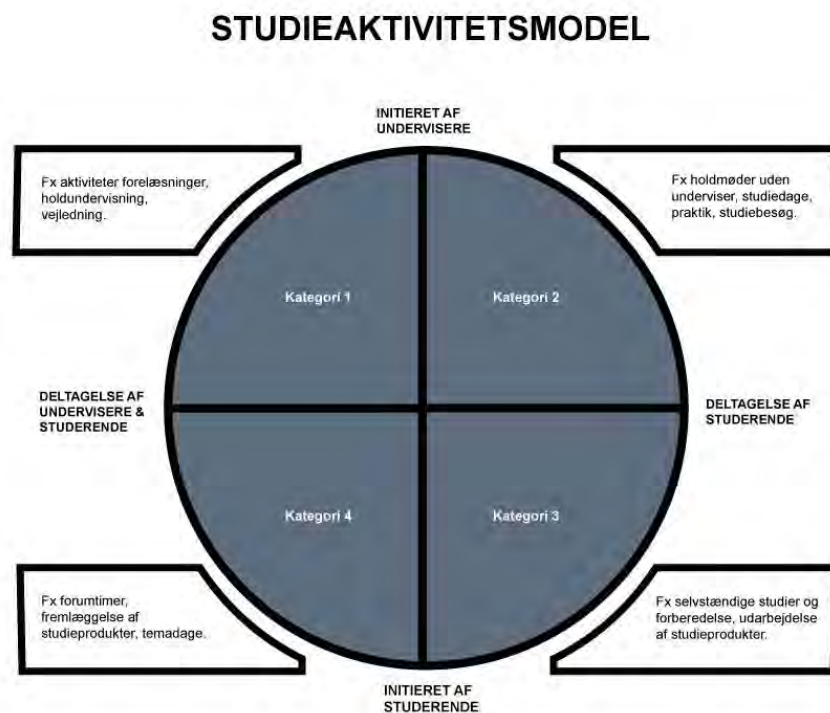 STUDIEAKTIVITETSMODEL
INITIERET AF
UNDERVISERE
Fx aktiviteter forelæsninger,
holdundervisning,
vejledning.
Fx holdmøder uden
underviser, studiedage,
praktik, studiebesøg.
Kategori 1
Kategori 2
DELTAGELSE AF
UNDERVISERE &
STUDERENDE
DELTAGELSE AF
STUDERENDE
Kategori 4
Kategori 3
Fx forumtimer,
fremlæggelse af
studieprodukter, temadage.
Fx selvstændige studier og
forberedelse, udarbejdelse
af studieprodukter.
INITIERET AF
STUDERENDE